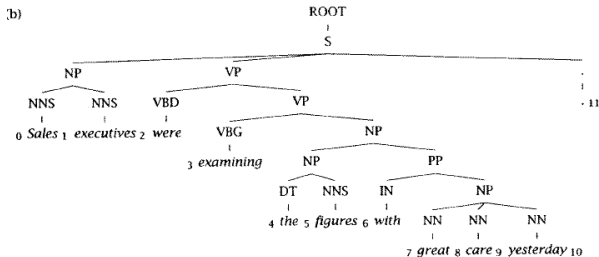 (b) ROOT
S
NP VP .
NNS NNS VBD VP . 11
0 Sales 1 executives 2 were VBG NP
3 examining NP PP
DT NNS IN NP
4 the 5 figures 6 with NN NN NN
7 great 8 care 9 yesterday 10